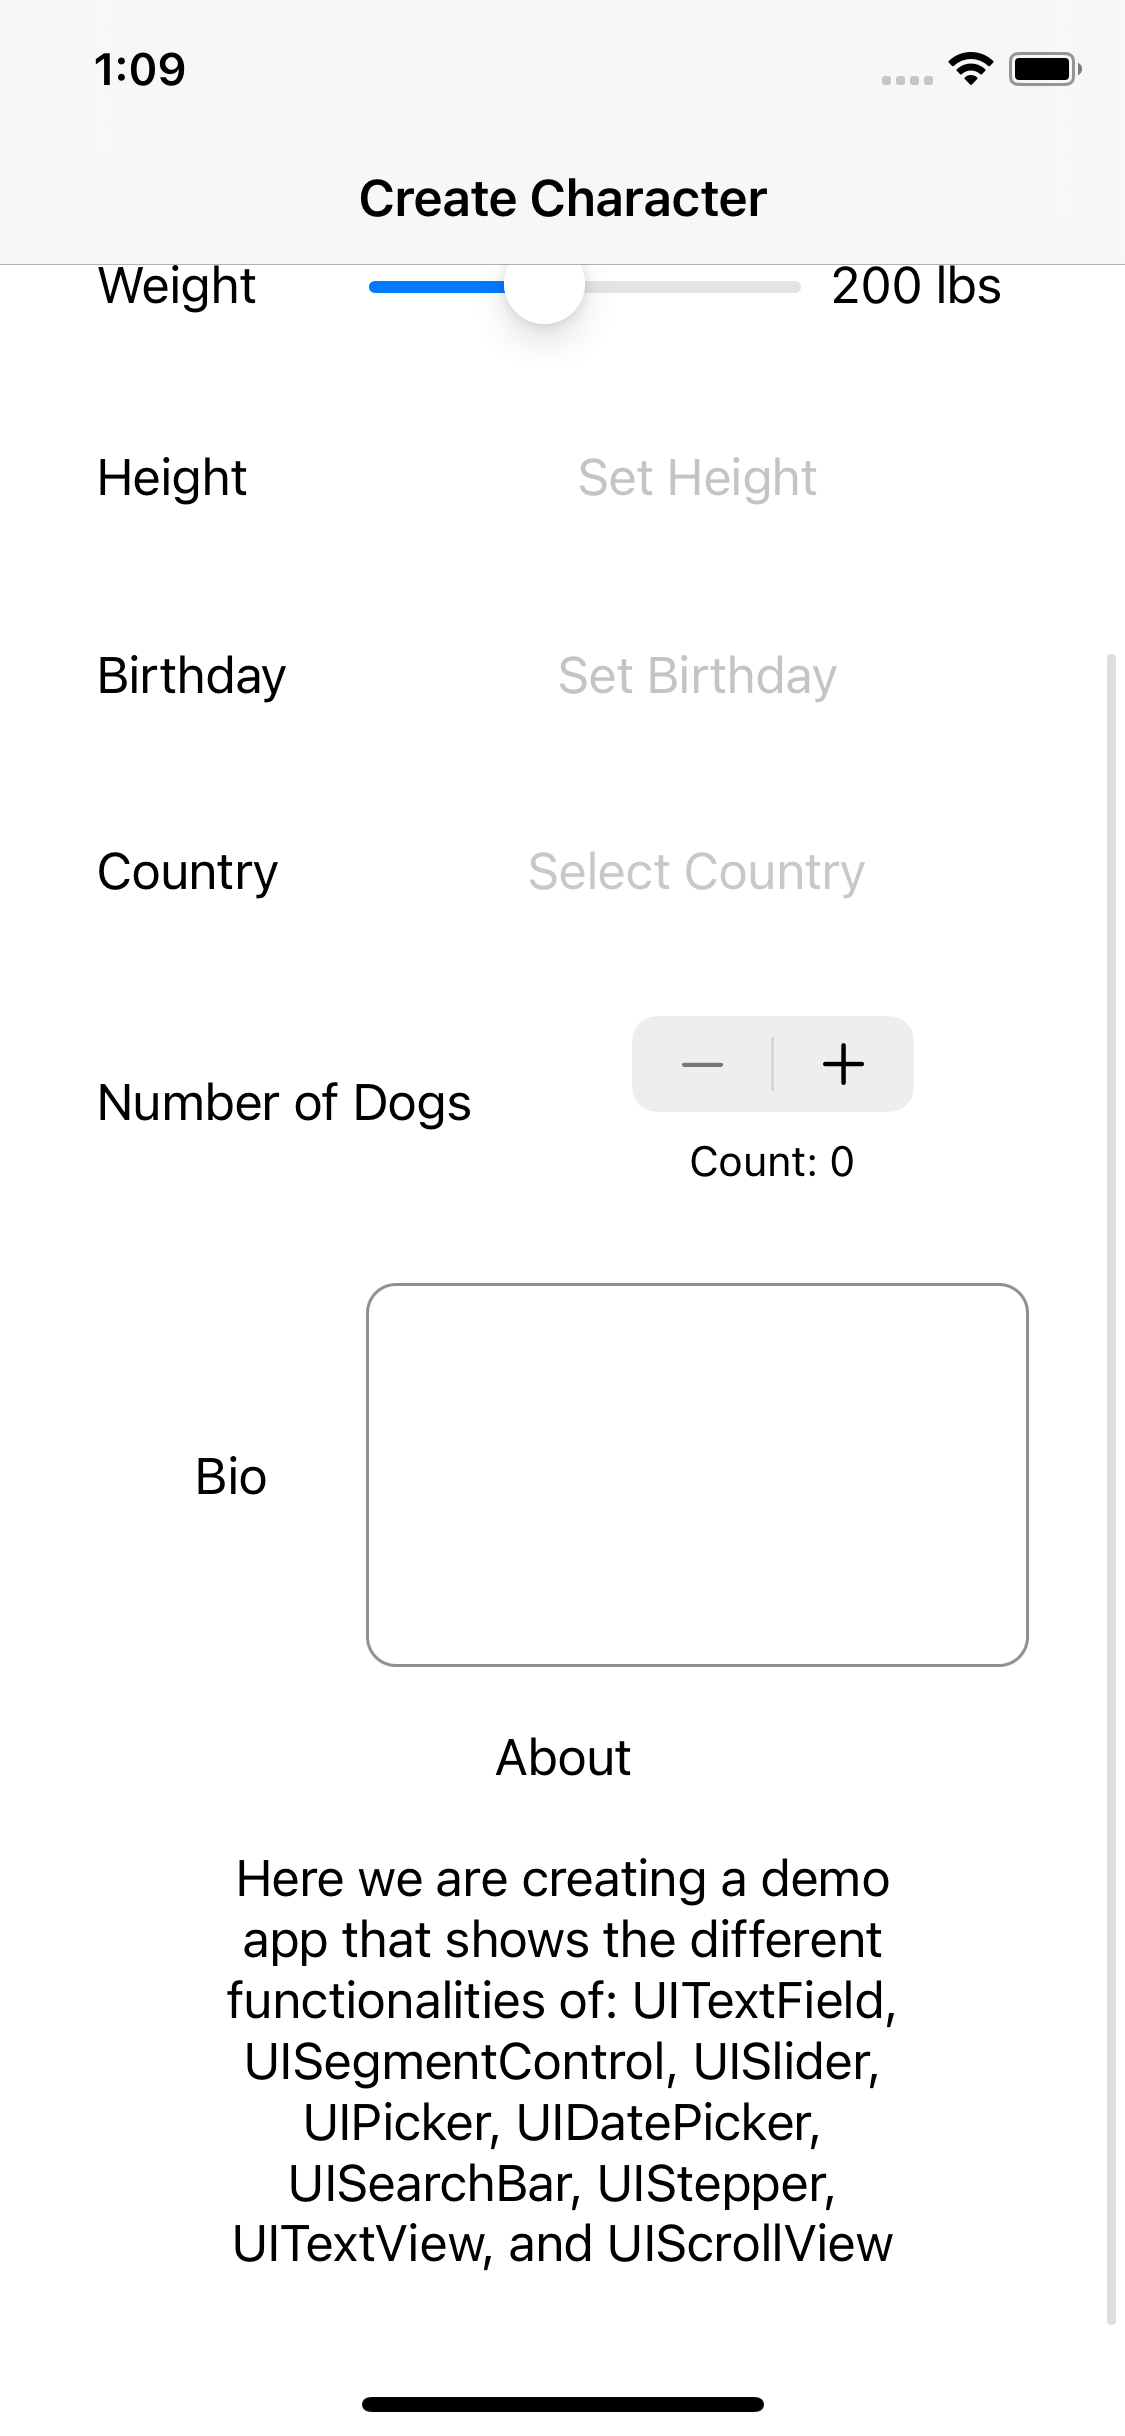 1:09
Create Character
Weight 200 lbs
Height Set Height
Birthday Set Birthday
Country Select Country
Number of Dogs
Count: 0
Bio
About
Here we are creating a demo
app that shows the different
functionalities of: UITextField,
UISegmentControl, UISlider,
UIPicker, UIDatePicker,
UISearchBar, UIStepper,
UITextView, and UIScrollView